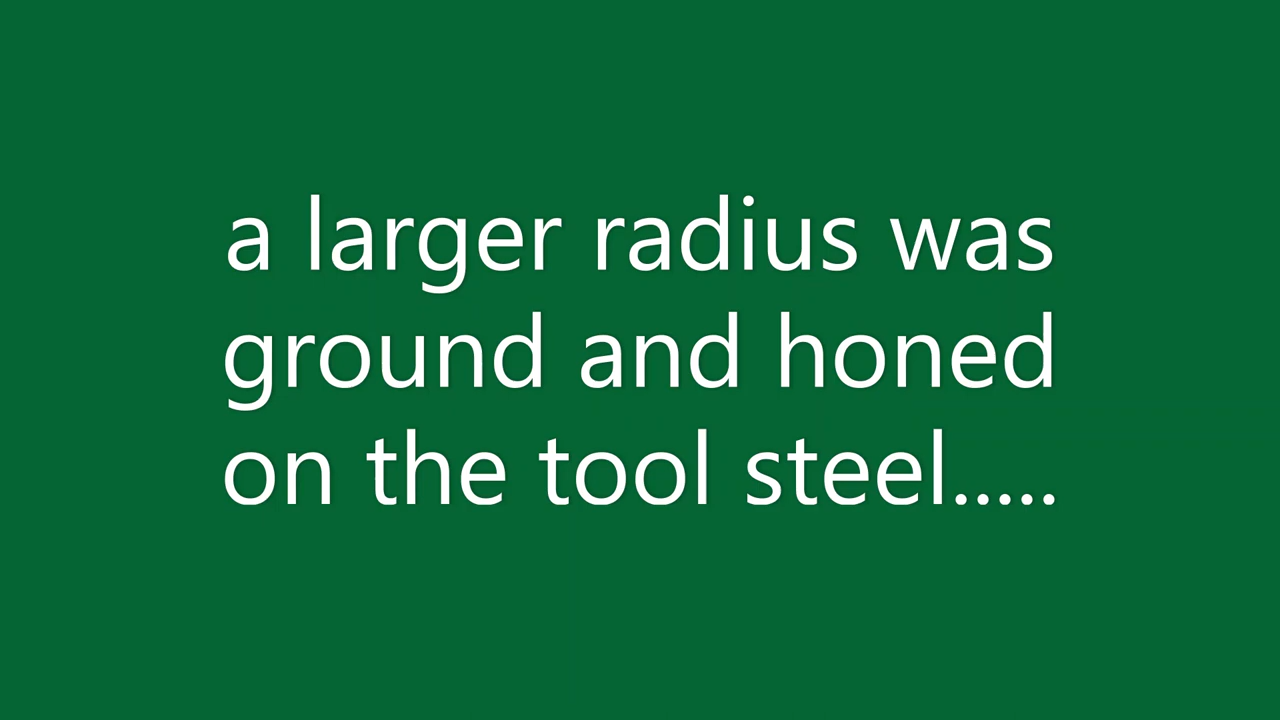 a larger radius was
ground and honed
on the tool steel.....